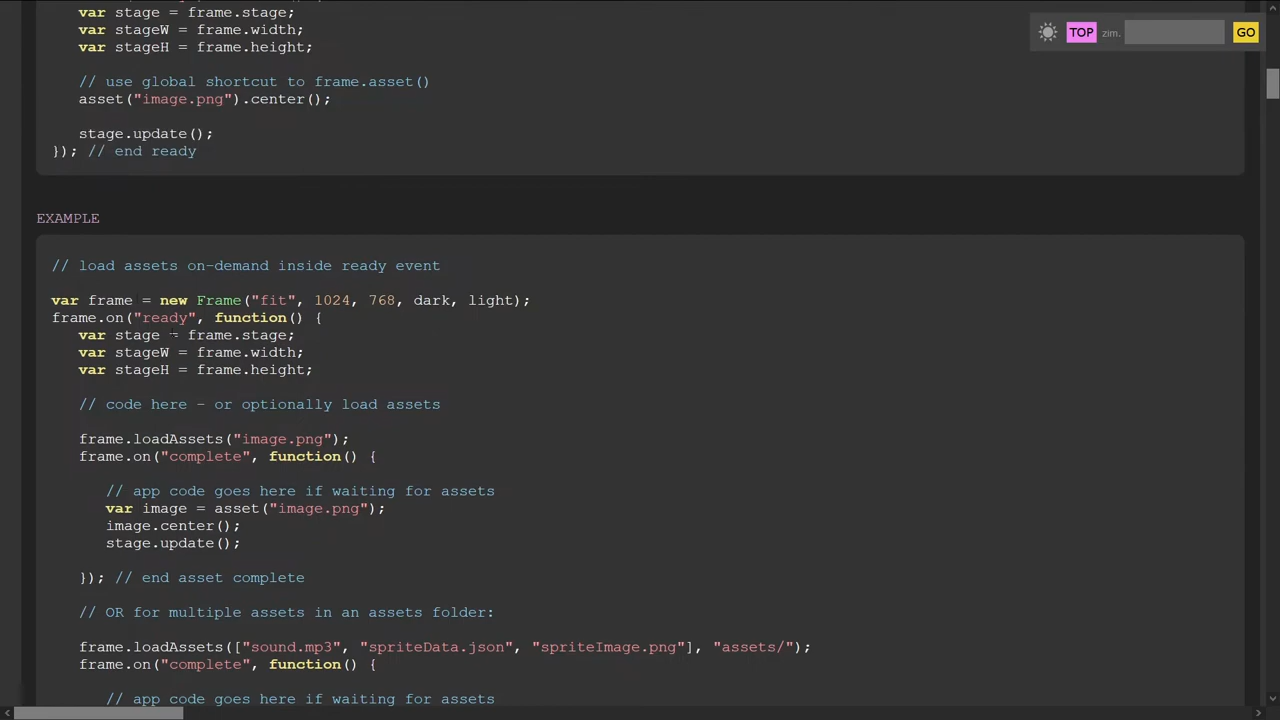 var stage = frame.stage;
var stageW = frame.width;
var stageH = frame.height;
// use global shortcut to frame.asset()
asset("image.png").center();
stage.update();
}); // end ready
TOP zim. GO
EXAMPLE
// load assets on-demand inside ready event
var frame = new Frame("fit", 1024, 768, dark, light);
frame.on("ready", function() {
var stage = frame.stage;
var stageW = frame.width;
var stageH = frame.height;
// code here - or optionally load assets
frame.loadAssets("image.png");
frame.on("complete", function() {
// app code goes here if waiting for assets
var image = asset("image.png");
image.center();
stage.update();
}); // end asset complete
// OR for multiple assets in an assets folder:
frame.loadAssets(["sound.mp3", "spriteData.json", "spriteImage.png"], "assets/");
frame.on("complete", function() {
// app code goes here if waiting for assets